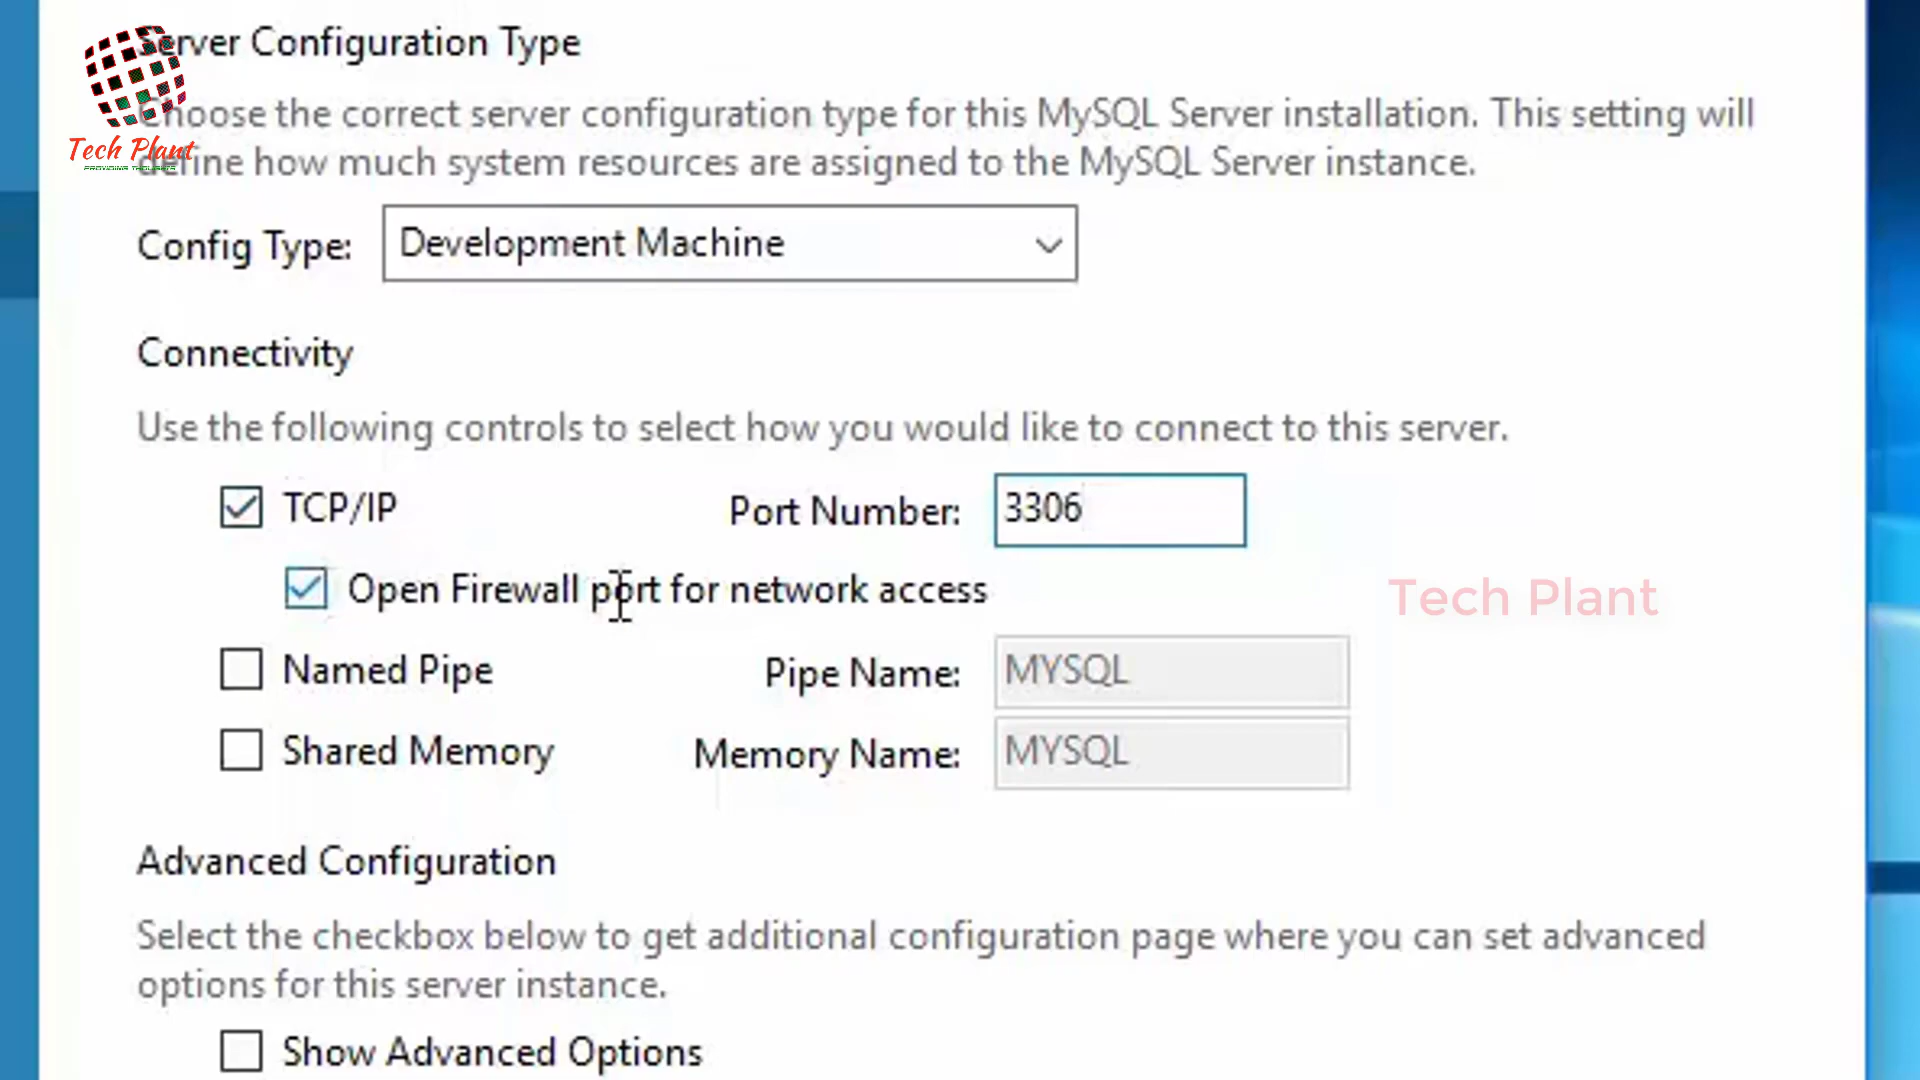 Server Configuration Type
Choose the correct server configuration type for this MySQL Server installation. This setting will
define how much system resources are assigned to the MySQL Server instance.
Tech Plant
PROVIDING THOUGHTS
Config Type: Development Machine
Connectivity
Use the following controls to select how you would like to connect to this server.
TCP/IP Port Number: 3306
Open Firewall port for network access
Tech Plant
Named Pipe Pipe Name: MYSQL
Shared Memory Memory Name: MYSQL
Advanced Configuration
Select the checkbox below to get additional configuration page where you can set advanced
options for this server instance.
Show Advanced Options